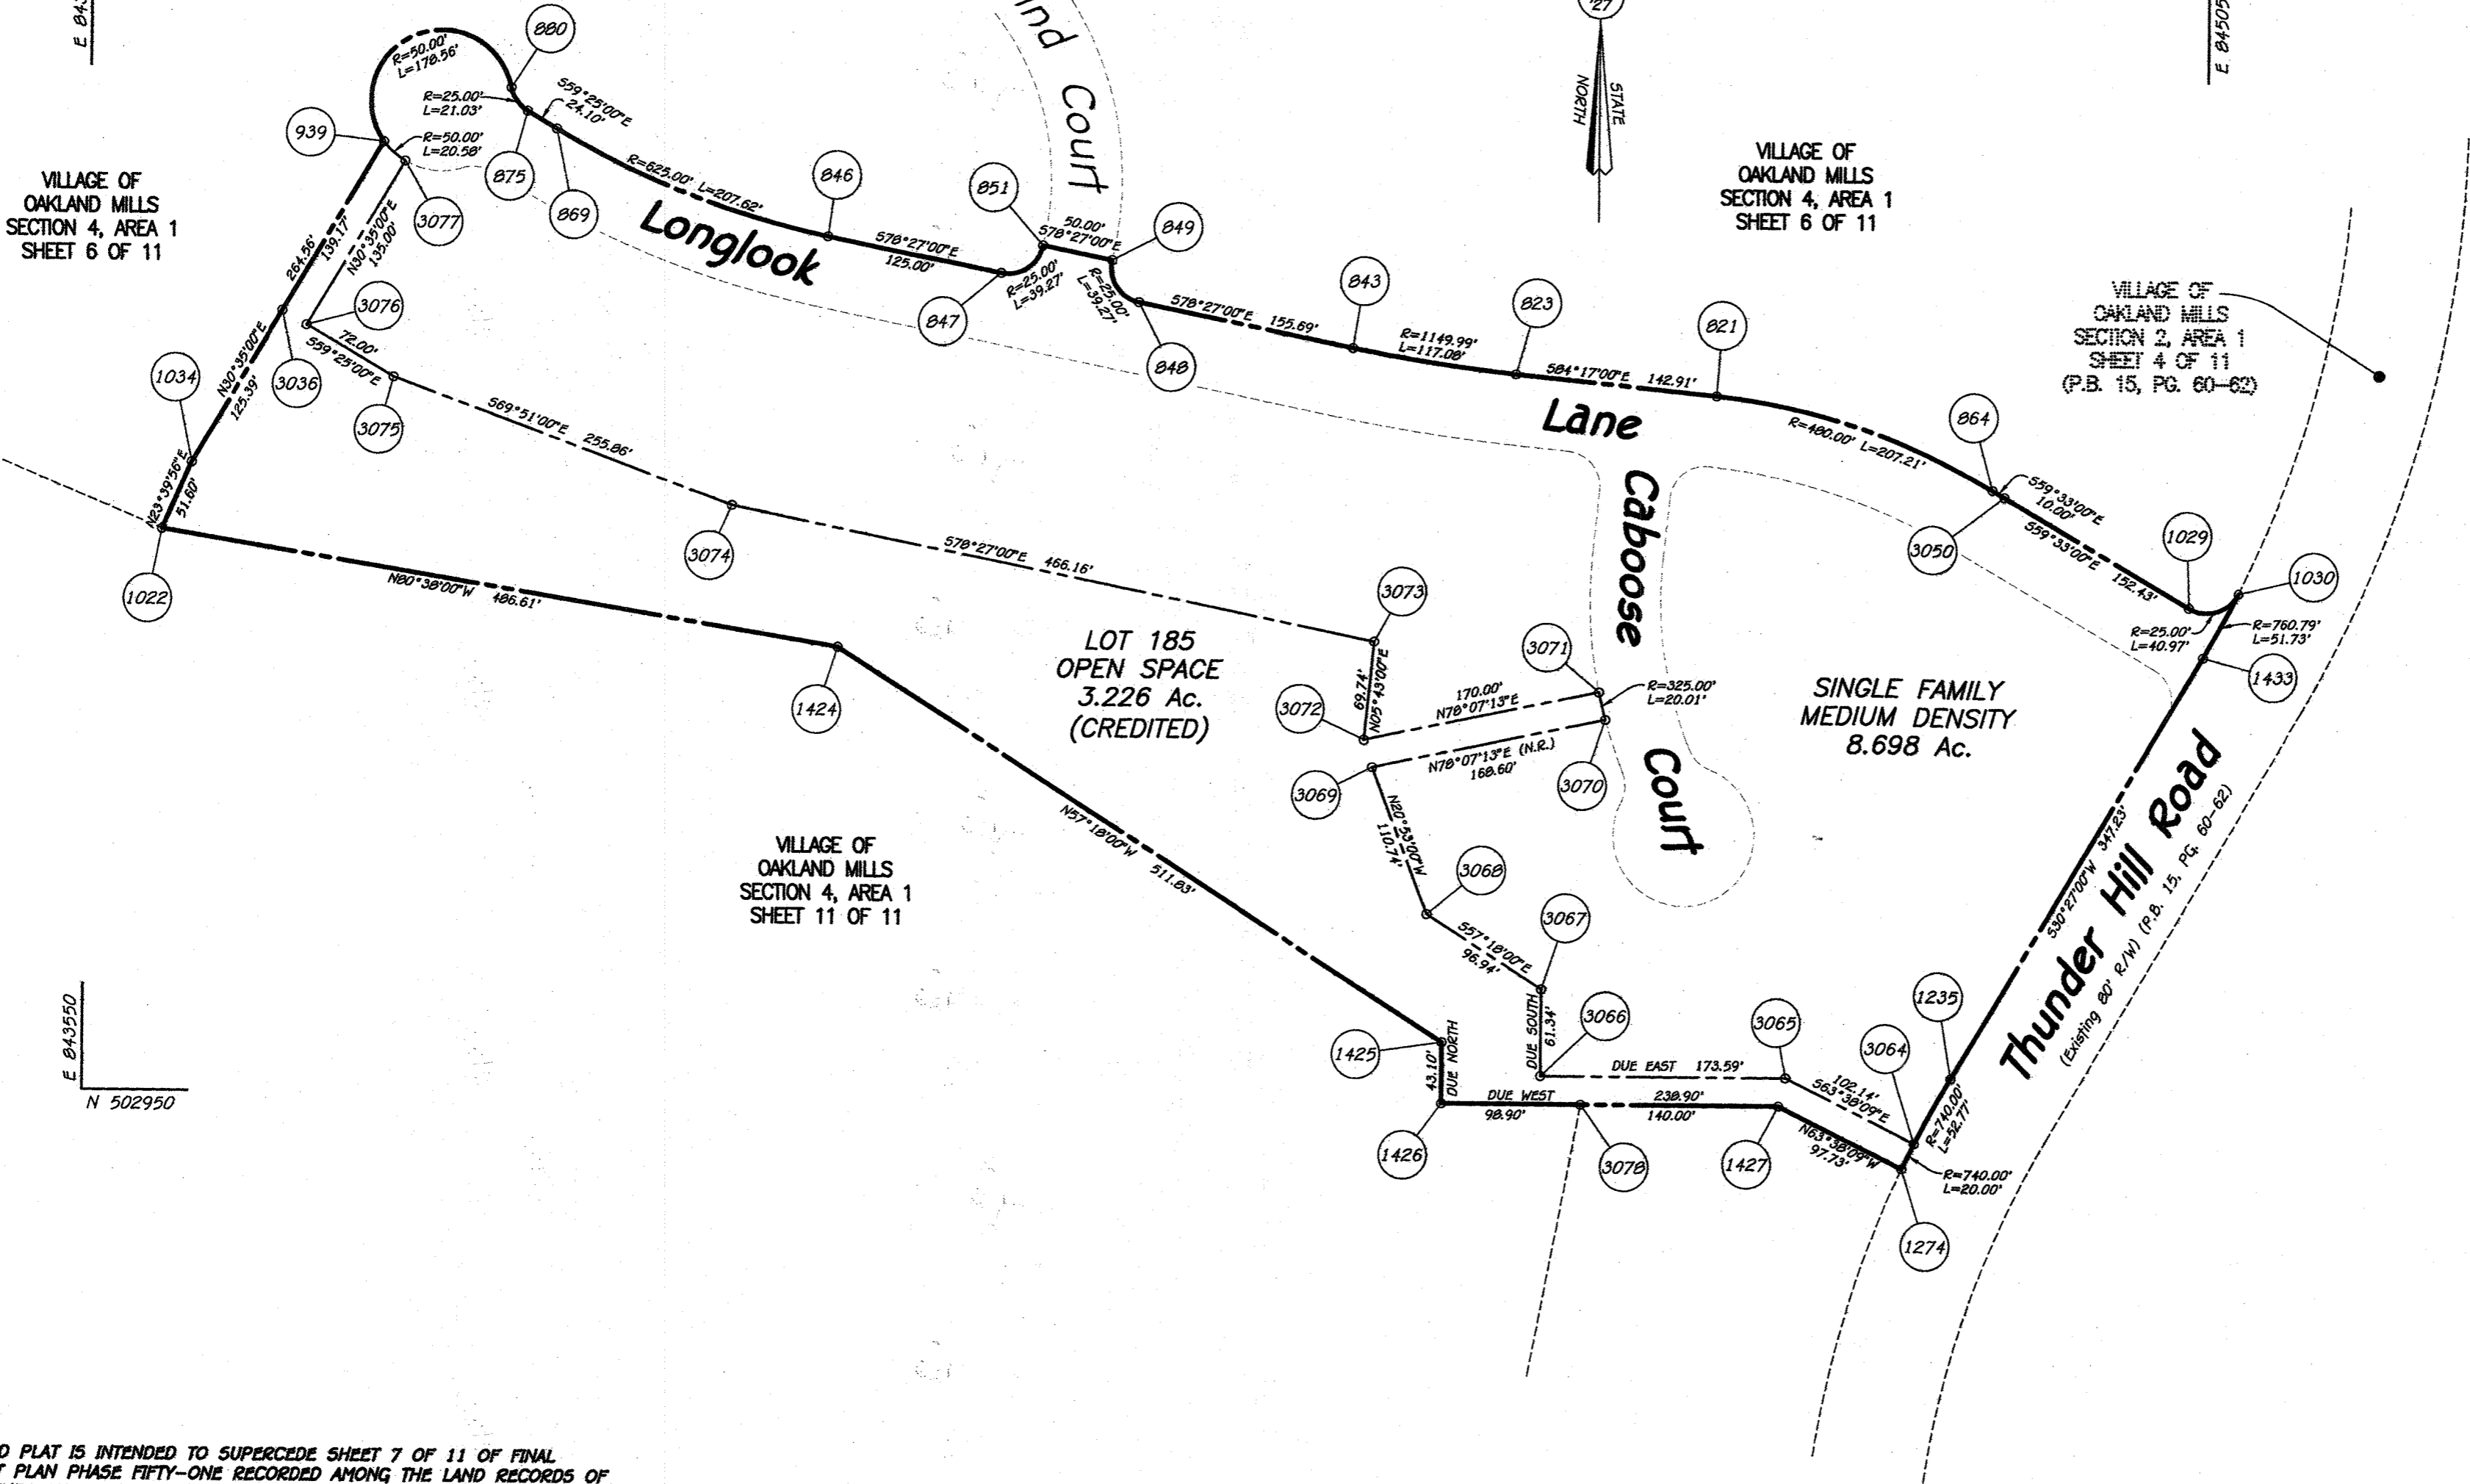 E 843
880
R=50.00'
L=178.56'
R=25.00'
L=21.03'
S59°25'00"E
24.10'
939
R=50.00'
L=20.58'
875
869
3077
VILLAGE OF
OAKLAND MILLS
SECTION 4, AREA 1
SHEET 6 OF 11
264.56'
139.17'
N30°35'00"E
135.00'
R=625.00' L=207.62'
846
Longlook
S78°27'00"E
125.00'
851
847
R=25.00'
L=39.27'
50.00'
S78°27'00"E
849
R=25.00'
L=39.27'
848
nd Court
S78°27'00"E 155.69'
843
R=1149.99'
L=117.08'
823
S84°17'00"E 142.91'
821
'27
STATE
NORTH
VILLAGE OF
OAKLAND MILLS
SECTION 4, AREA 1
SHEET 6 OF 11
E 84505
VILLAGE OF
OAKLAND MILLS
SECTION 2, AREA 1
SHEET 4 OF 11
(P.B. 15, PG. 60-62)
3076
72.00'
S59°25'00"E
3036
1034
N30°35'00"E
125.39'
3075
S69°51'00"E 255.86'
Lane
R=480.00' L=207.21'
864
S59°33'00"E
10.00'
3050
S59°33'00"E 152.43'
1029
1030
R=25.00'
L=40.97'
R=760.79'
L=51.73'
1433
N23°39'56"E
51.60'
1022
N80°38'00"W 486.61'
3074
S78°27'00"E 466.16'
3073
Caboose
Court
1424
LOT 185
OPEN SPACE
3.226 Ac.
(CREDITED)
69.74'
N05°43'00"E
3072
170.00'
N78°07'13"E
3071
R=325.00'
L=20.01'
N78°07'13"E (N.R.)
168.60'
3069
3070
SINGLE FAMILY
MEDIUM DENSITY
8.698 Ac.
N20°53'00"W
110.74'
3068
S57°18'00"E
96.94'
3067
N57°18'00"W 511.83'
VILLAGE OF
OAKLAND MILLS
SECTION 4, AREA 1
SHEET 11 OF 11
S30°27'00"W 347.23'
Thunder Hill Road
(Existing 80' R/W) (P.B. 15, PG. 60-62)
E 843550
N 502950
1425
43.10'
DUE NORTH
DUE SOUTH
61.34'
3066
DUE EAST 173.59'
3065
3064
1235
102.14'
S63°38'09"E
R=740.00'
L=52.77'
DUE WEST 238.90'
98.90' 140.00'
1426
3078
1427
N63°38'09"W
97.73'
R=740.00'
L=20.00'
1274
D PLAT IS INTENDED TO SUPERCEDE SHEET 7 OF 11 OF FINAL
T PLAN PHASE FIFTY-ONE RECORDED AMONG THE LAND RECORDS OF